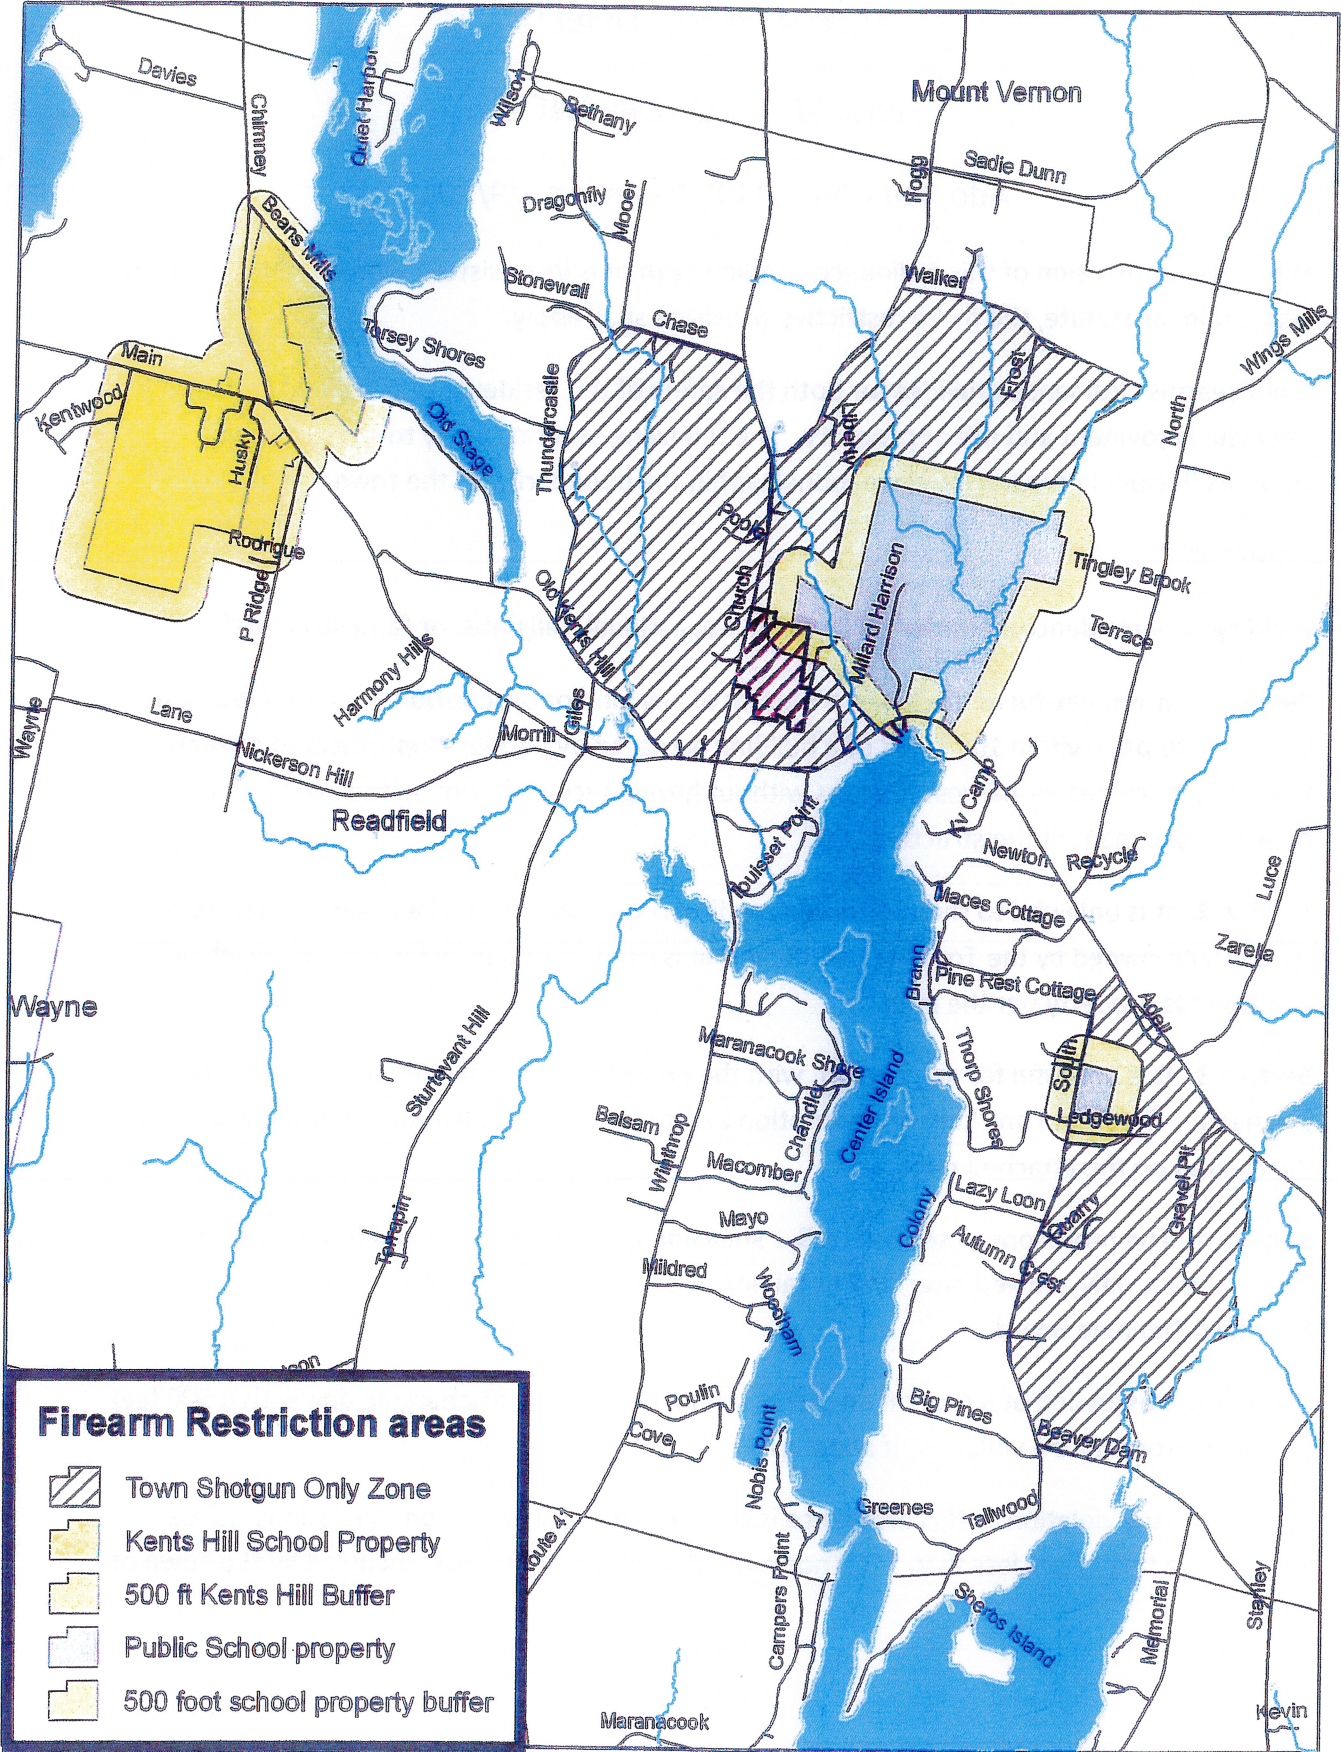 Davies
Chimney
Quiet Harbor
Wilson
Bethany
Mount Vernon
Fogg
Sadie Dunn
Dragonfly
Mooer
Beans Mills
Stonewall
Walker
Wings Mills
Torsey Shores
Chase
Main
Kentwood
Frost
North
Old Stage
Thundercastle
Liberty
Husky
Poole
Rodrigue
Tingley Brook
P Ridge
Old Kents Hill
Church
Millard Harrison
Terrace
Harmony Hills
Wayne
Lane
Giles
Morrill
Nickerson Hill
Readfield
Kv Camp
Touisset Point
Newton
Recycle
Luce
Maces Cottage
Zarella
Brann
Pine Rest Cottage
Wayne
Adell
Sturtevant Hill
Maranacook Shore
Thorp Shores
South
Center Island
Chandler
Balsam
Ledgewood
Winthrop
Macomber
Lazy Loon
Gravel Pit
Quarry
Mayo
Colony
Terrapin
Autumn Crest
Mildred
Woodham
Poulin
Big Pines
Cove
Nobis Point
Beaver Dam
Firearm Restriction areas
Town Shotgun Only Zone
Kents Hill School Property
500 ft Kents Hill Buffer
Public School property
500 foot school property buffer
Greenes
Tallwood
Campers Point
Sherbs Island
Memorial
Stanley
Maranacook
Kevin